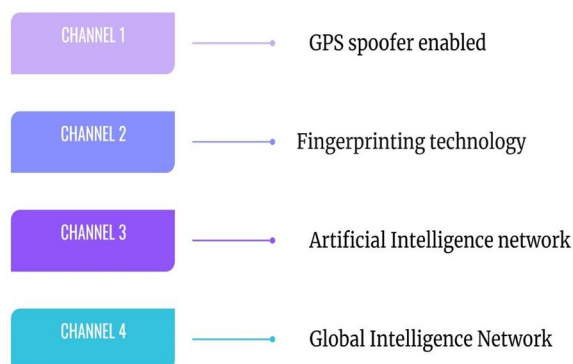 CHANNEL 1
GPS spoofer enabled
CHANNEL 2
Fingerprinting technology
CHANNEL 3
Artificial Intelligence network
CHANNEL 4
Global Intelligence Network